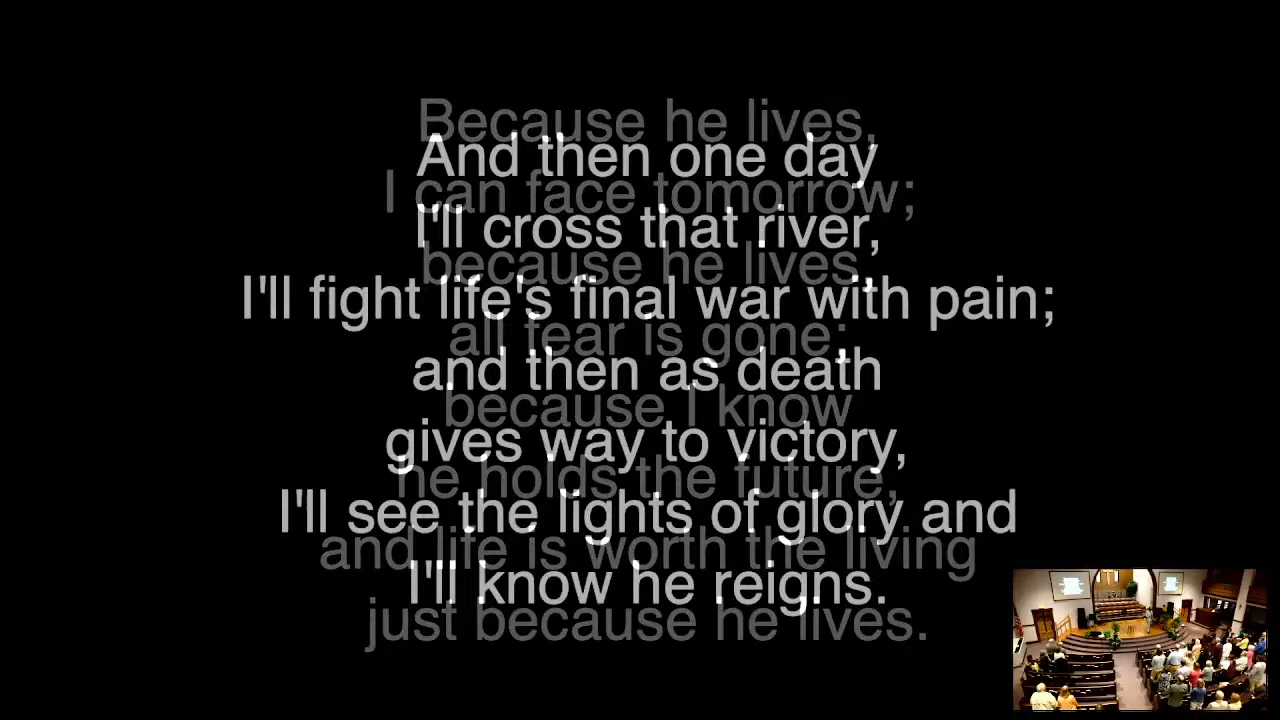 Because he lives,
And then one day
I can face tomorrow;
I'll cross that river,
because he lives,
I'll fight life's final war with pain;
all fear is gone;
and then as death
because I know
gives way to victory,
he holds the future,
I'll see the lights of glory and
and life is worth the living
I'll know he reigns.
just because he lives.